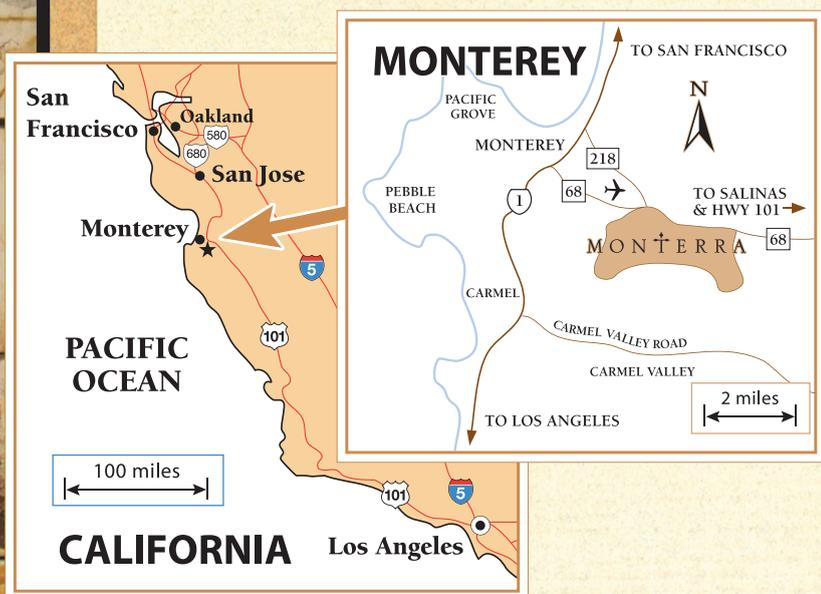 San
Francisco
Oakland
580
680
San Jose
Monterey
5
101
PACIFIC
OCEAN
100 miles
101
5
CALIFORNIA
Los Angeles
MONTEREY
TO SAN FRANCISCO
N
PACIFIC
GROVE
MONTEREY
218
68
1
PEBBLE
BEACH
TO SALINAS
& HWY 101
MONTERRA
68
CARMEL
CARMEL VALLEY ROAD
CARMEL VALLEY
2 miles
TO LOS ANGELES